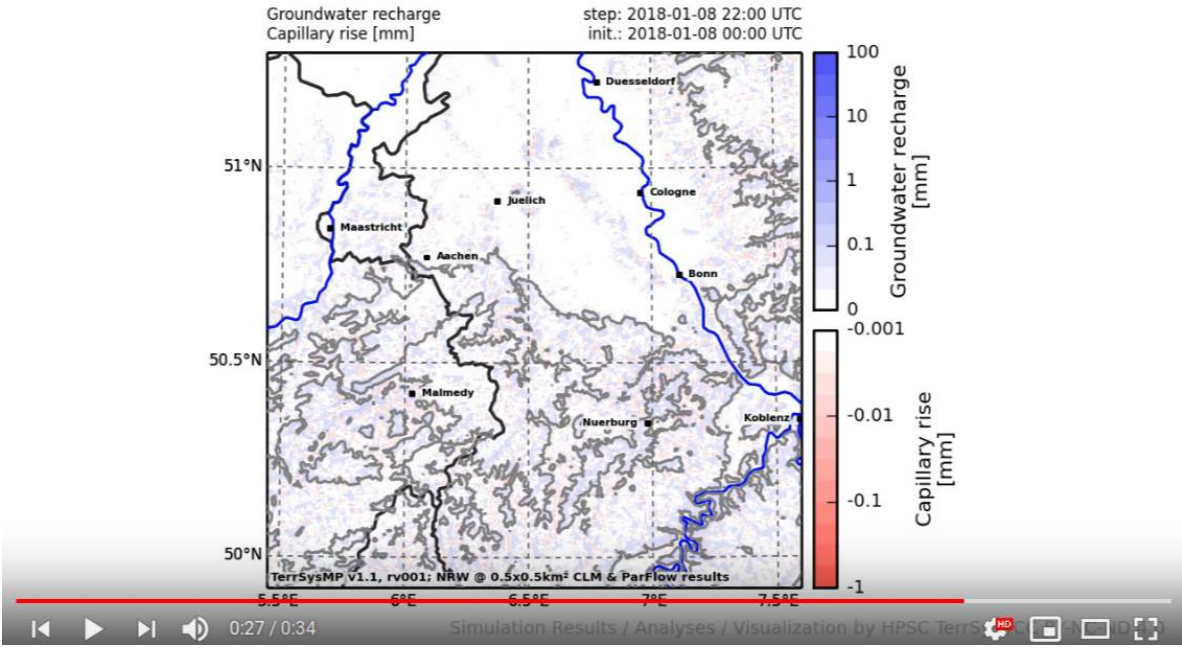 Groundwater recharge
Capillary rise [mm]
step: 2018-01-08 22:00 UTC
init.: 2018-01-08 00:00 UTC
Duesseldorf
51°N
Cologne
Juelich
Maastricht
Aachen
Bonn
50.5°N
Malmedy
Nuerburg
Koblenz
50°N
TerrSysMP v1.1, rv001; NRW @ 0.5x0.5km² CLM & ParFlow results
5.5°E
6°E
6.5°E
7°E
7.5°E
100
10
1
0.1
0
Groundwater recharge
[mm]
-0.001
-0.01
-0.1
-1
Capillary rise
[mm]
0:27 / 0:34
HD
Simulation Results / Analyses / Visualization by HPSC TerrS